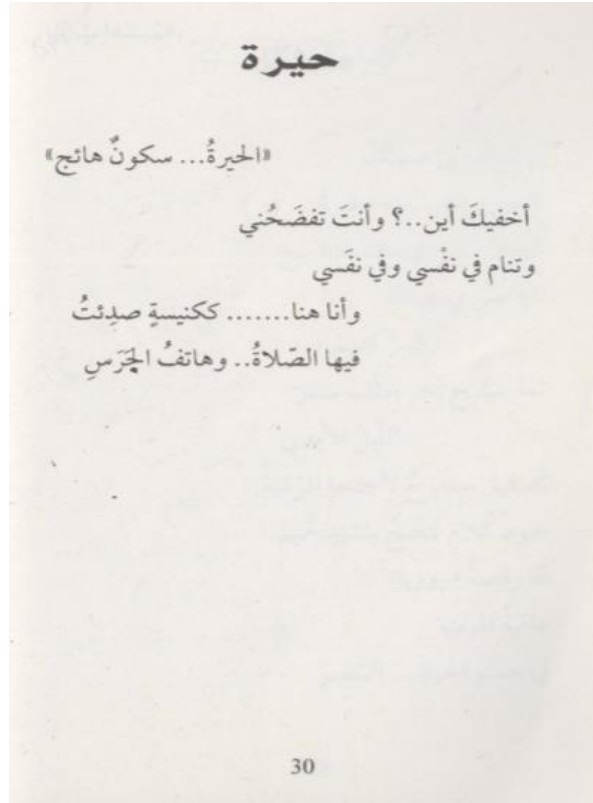 حيرة
«الحيرةُ... سكونٌ هائج»
أخفيكَ أين..؟ وأنتَ تفضَحُني
وتنام في نفْسي وفي نفَسي
وأنا هنا....... ككنيسةٍ صدِئتُ
فيها الصّلاةُ.. وهاتفُ الجَرَسِ
30